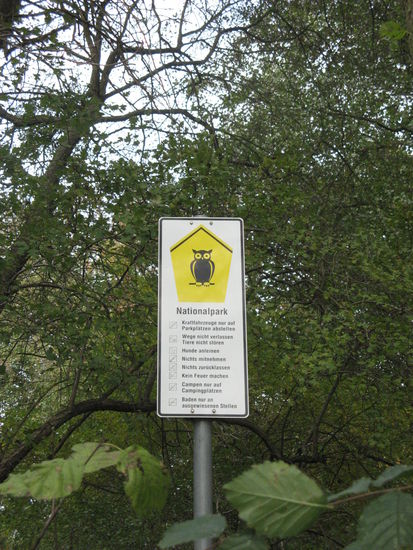 Nationalpark
Kraftfahrzeuge nur auf
Parkplätzen abstellen
Wege nicht verlassen
Tiere nicht stören
Hunde anleinen
Nichts mitnehmen
Nichts zurücklassen
Kein Feuer machen
Campen nur auf
Campingplätzen
Baden nur an
ausgewiesenen Stellen